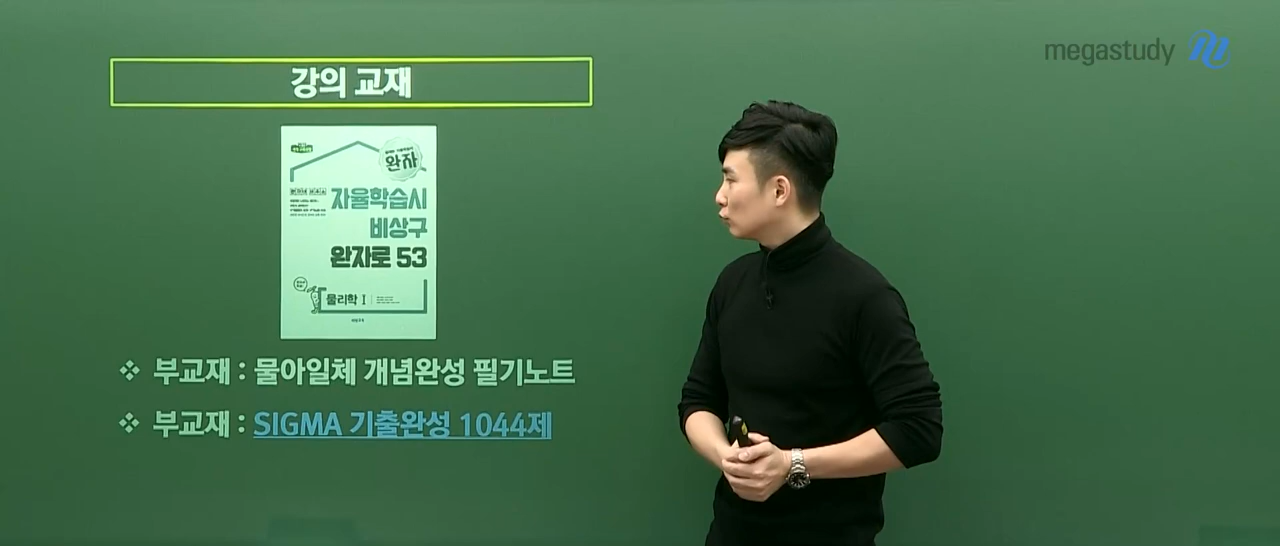 megastudy
강의 교재
완자
자율학습시
비상구
완자로 53
물리학 I
❖ 부교재 : 물아일체 개념완성 필기노트
❖ 부교재 : SIGMA 기출완성 1044제